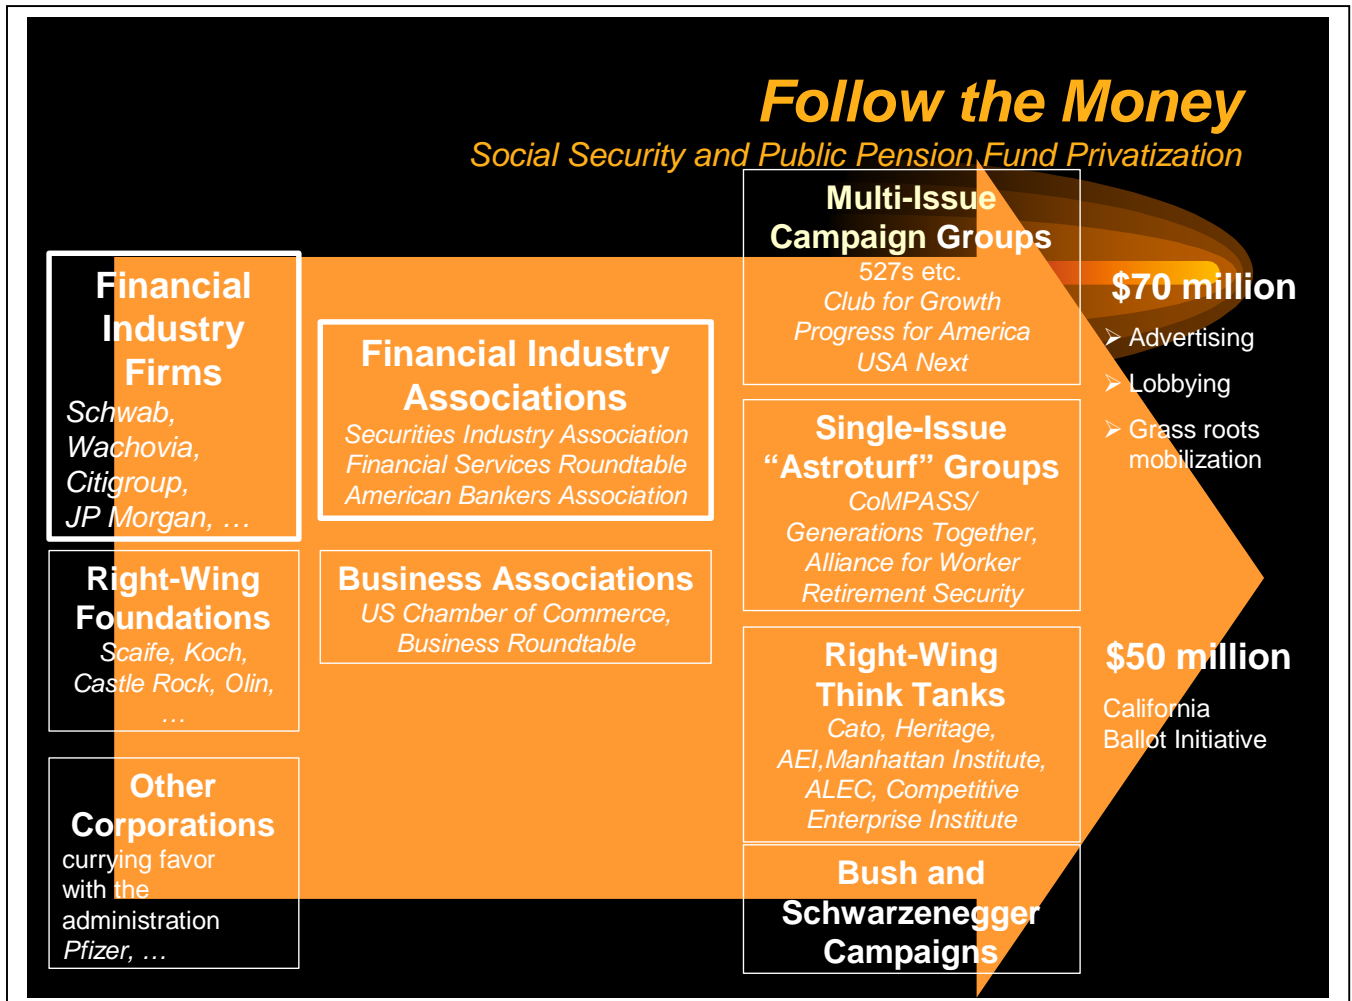 Follow the Money
Social Security and Public Pension Fund Privatization
Financial
Industry
Firms
Schwab,
Wachovia,
Citigroup,
JP Morgan, …
Right-Wing
Foundations
Scaife, Koch,
Castle Rock, Olin,
…
Other
Corporations
currying favor
with the
administration
Pfizer, …
Financial Industry
Associations
Securities Industry Association
Financial Services Roundtable
American Bankers Association
Business Associations
US Chamber of Commerce,
Business Roundtable
Multi-Issue
Campaign Groups
527s etc.
Club for Growth
Progress for America
USA Next
Single-Issue
“Astroturf” Groups
CoMPASS/
Generations Together,
Alliance for Worker
Retirement Security
Right-Wing
Think Tanks
Cato, Heritage,
AEI,Manhattan Institute,
ALEC, Competitive
Enterprise Institute
Bush and
Schwarzenegger
Campaigns
$70 million
➢ Advertising
➢ Lobbying
➢ Grass roots
mobilization
$50 million
California
Ballot Initiative